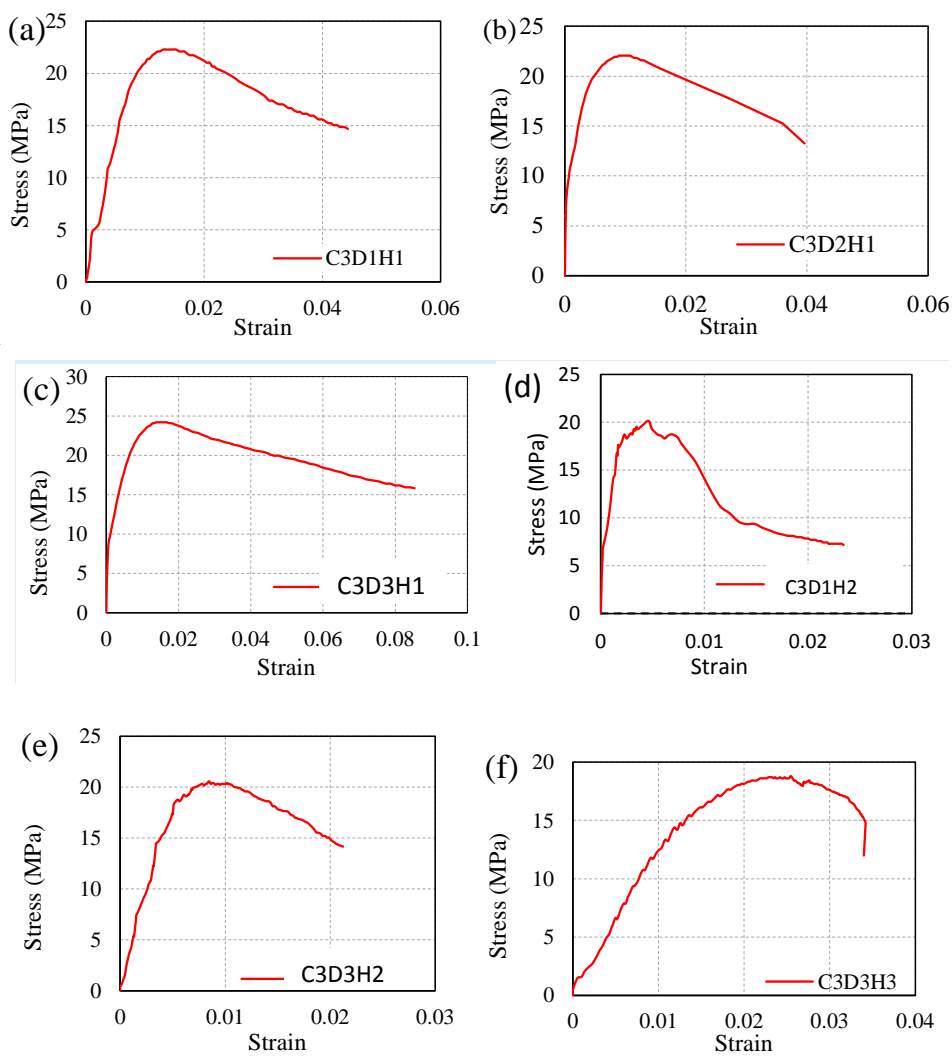 (a)
25
20
15
10
5
0
Stress (MPa)
C3D1H1
0 0.02 0.04 0.06
Strain
(b)
25
20
15
10
5
0
Stress (MPa)
C3D2H1
0 0.02 0.04 0.06
Strain
(c)
30
25
20
15
10
5
0
Stress (MPa)
C3D3H1
0 0.02 0.04 0.06 0.08 0.1
Strain
(d)
25
20
15
10
5
0
Stress (MPa)
C3D1H2
0 0.01 0.02 0.03
Strain
(e)
25
20
15
10
5
0
Stress (MPa)
C3D3H2
0 0.01 0.02 0.03
Strain
(f)
20
15
10
5
0
Stress (MPa)
C3D3H3
0 0.01 0.02 0.03 0.04
Strain